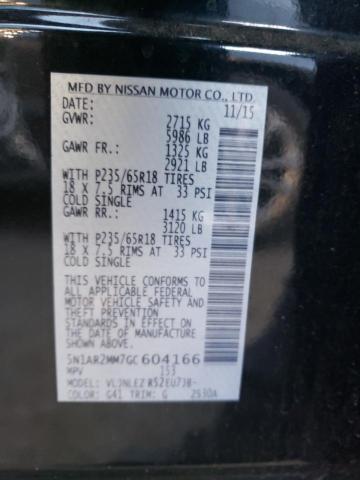 MFD BY NISSAN MOTOR CO., LTD.
DATE: 11/15
GVWR: 2715 KG
5986 LB
GAWR FR.: 1325 KG
2921 LB
WITH P235/65R18 TIRES
18 X 7.5 RIMS AT 33 PSI
COLD SINGLE
GAWR RR.: 1415 KG
3120 LB
WITH P235/65R18 TIRES
18 X 7.5 RIMS AT 33 PSI
COLD SINGLE
THIS VEHICLE CONFORMS TO
ALL APPLICABLE FEDERAL
MOTOR VEHICLE SAFETY AND
THEFT PREVENTION
STANDARDS IN EFFECT ON
THE DATE OF MANUFACTURE
SHOWN ABOVE.
5N1AR2MM7GC604166
MPV 153
MODEL:
COLOR: G41 TRIM: G 2530A